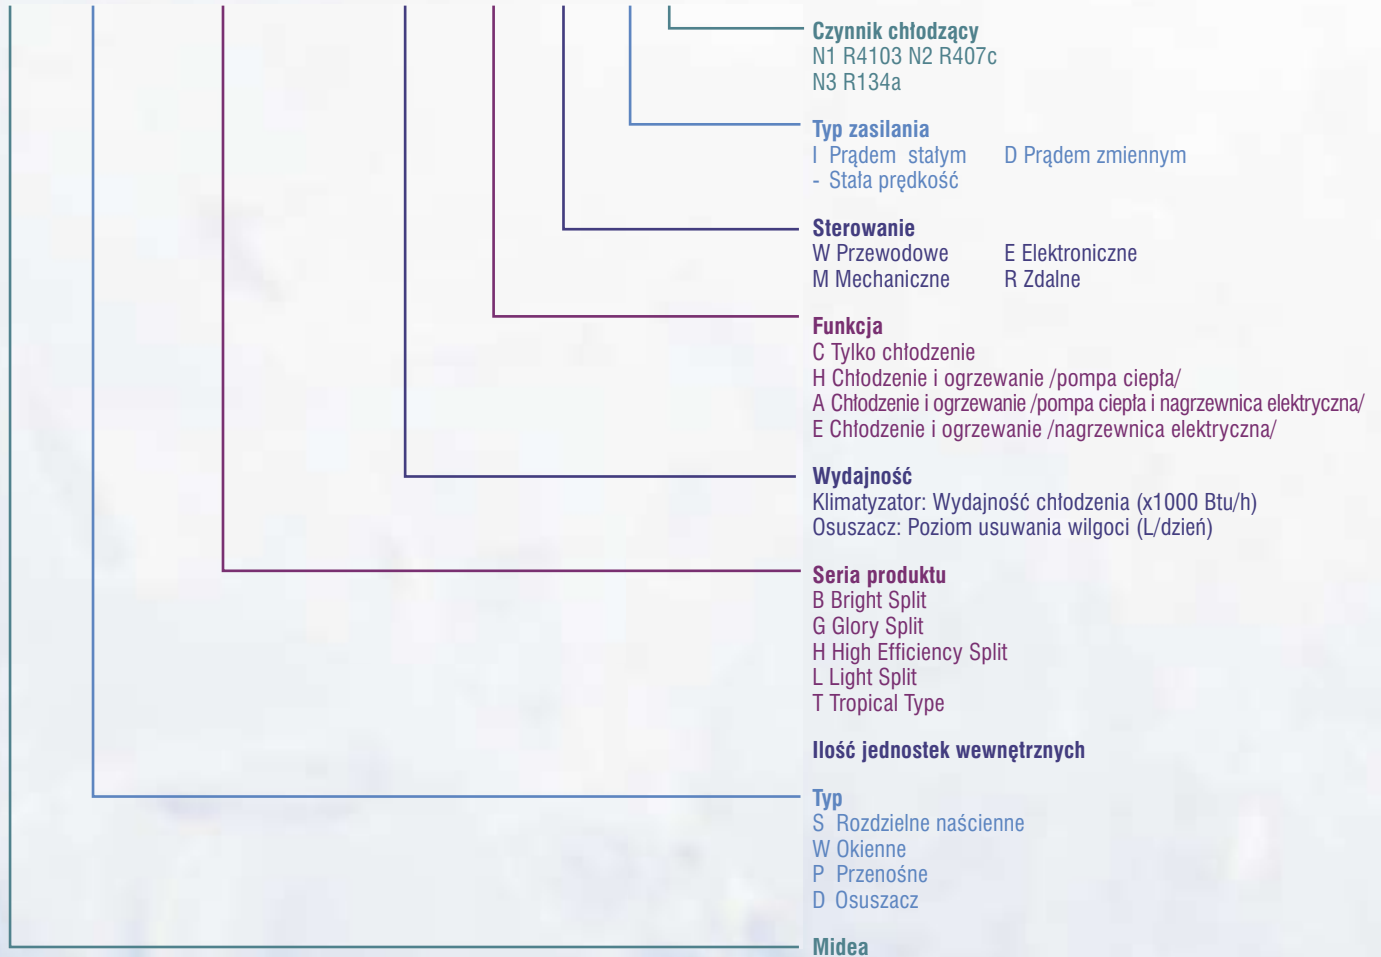 Czynnik chłodzący
N1 R4103 N2 R407c
N3 R134a
Typ zasilania
I Prądem stałym D Prądem zmiennym
- Stała prędkość
Sterowanie
W Przewodowe E Elektroniczne
M Mechaniczne R Zdalne
Funkcja
C Tylko chłodzenie
H Chłodzenie i ogrzewanie /pompa ciepła/
A Chłodzenie i ogrzewanie /pompa ciepła i nagrzewnica elektryczna/
E Chłodzenie i ogrzewanie /nagrzewnica elektryczna/
Wydajność
Klimatyzator: Wydajność chłodzenia (x1000 Btu/h)
Osuszacz: Poziom usuwania wilgoci (L/dzień)
Seria produktu
B Bright Split
G Glory Split
H High Efficiency Split
L Light Split
T Tropical Type
Ilość jednostek wewnętrznych
Typ
S Rozdzielne naścienne
W Okienne
P Przenośne
D Osuszacz
Midea